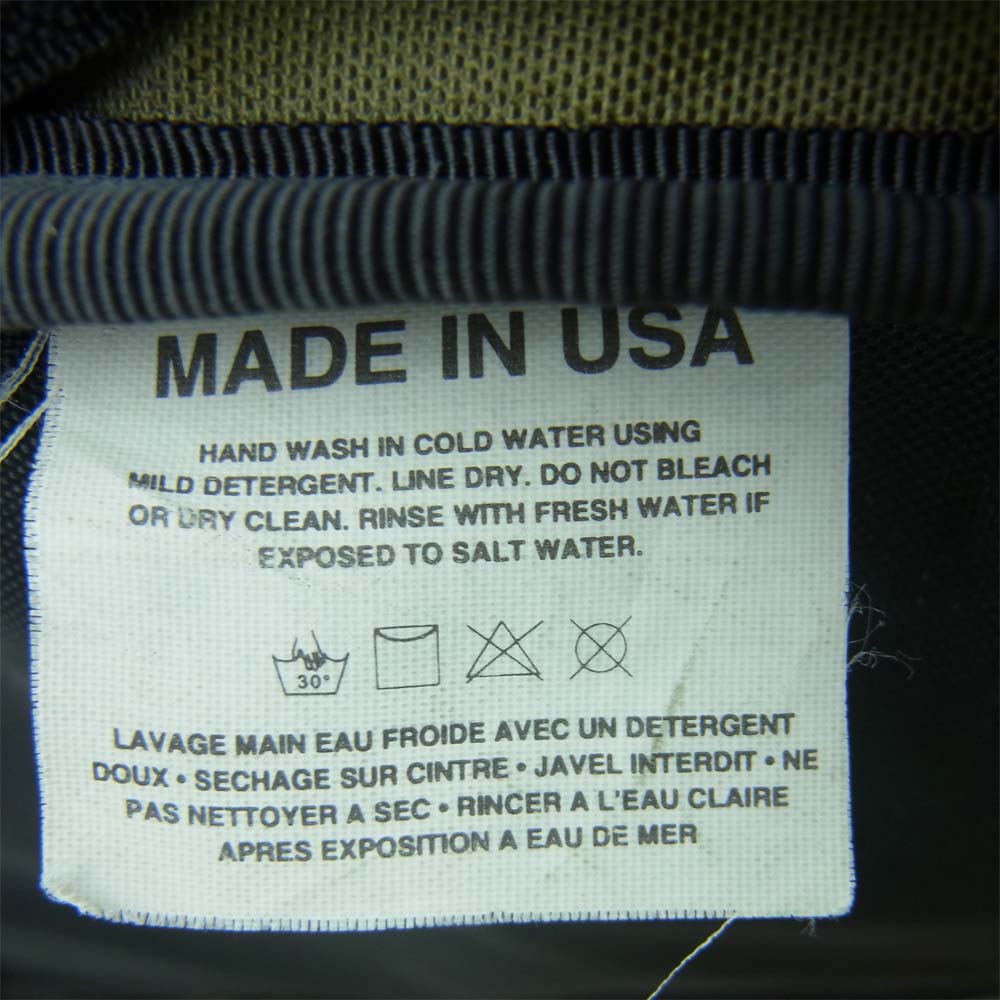 MADE IN USA
HAND WASH IN COLD WATER USING
MILD DETERGENT. LINE DRY. DO NOT BLEACH
OR DRY CLEAN. RINSE WITH FRESH WATER IF
EXPOSED TO SALT WATER.
30°
LAVAGE MAIN EAU FROIDE AVEC UN DETERGENT
DOUX • SECHAGE SUR CINTRE • JAVEL INTERDIT • NE
PAS NETTOYER A SEC • RINCER A L'EAU CLAIRE
APRES EXPOSITION A EAU DE MER